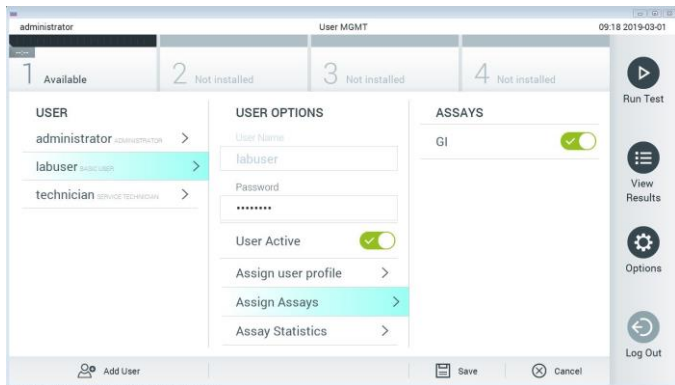 administrator
User MGMT
09:18 2019-03-01
--:--
1 Available
2 Not installed
3 Not installed
4 Not installed
USER
administrator ADMINISTRATOR
labuser BASIC USER
technician SERVICE TECHNICIAN
USER OPTIONS
User Name
labuser
Password
••••••••
User Active
Assign user profile
Assign Assays
Assay Statistics
ASSAYS
GI
Run Test
View
Results
Options
Log Out
Add User
Save
Cancel